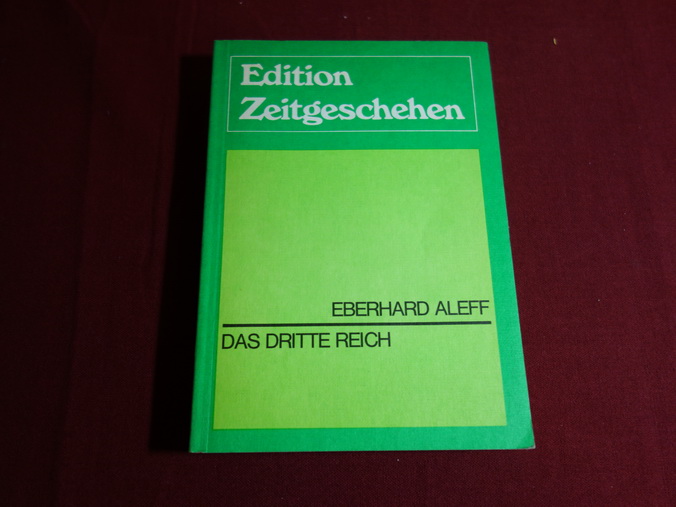 Edition
Zeitgeschehen
EBERHARD ALEFF
DAS DRITTE REICH